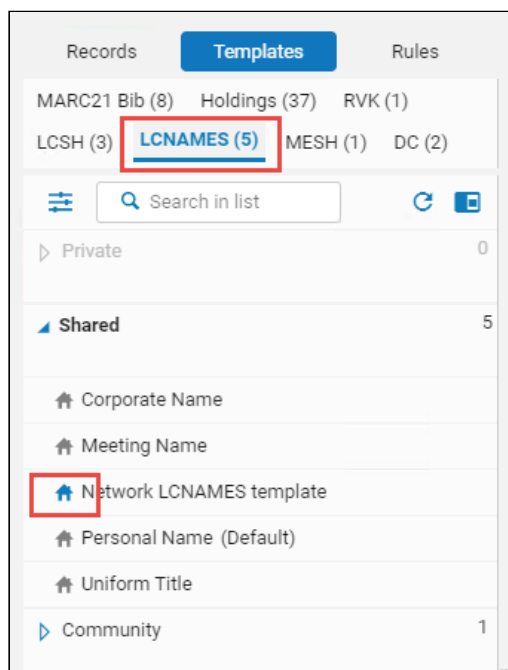 Records Templates Rules
MARC21 Bib (8) Holdings (37) RVK (1)
LCSH (3) LCNAMES (5) MESH (1) DC (2)
Search in list
Private 0
Shared 5
Corporate Name
Meeting Name
Network LCNAMES template
Personal Name (Default)
Uniform Title
Community 1